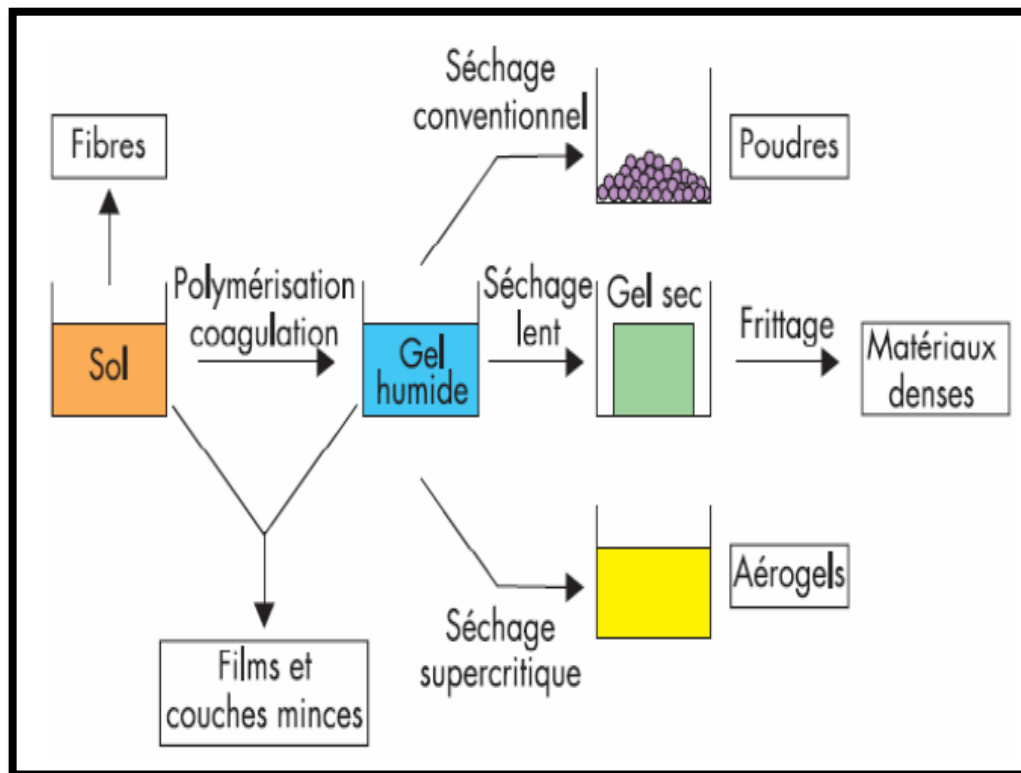 Séchage
conventionnel
Fibres
Poudres
Polymérisation
coagulation
Séchage
lent
Gel sec
Frittage
Sol
Gel
humide
Matériaux
denses
Aérogels
Séchage
supercritique
Films et
couches minces